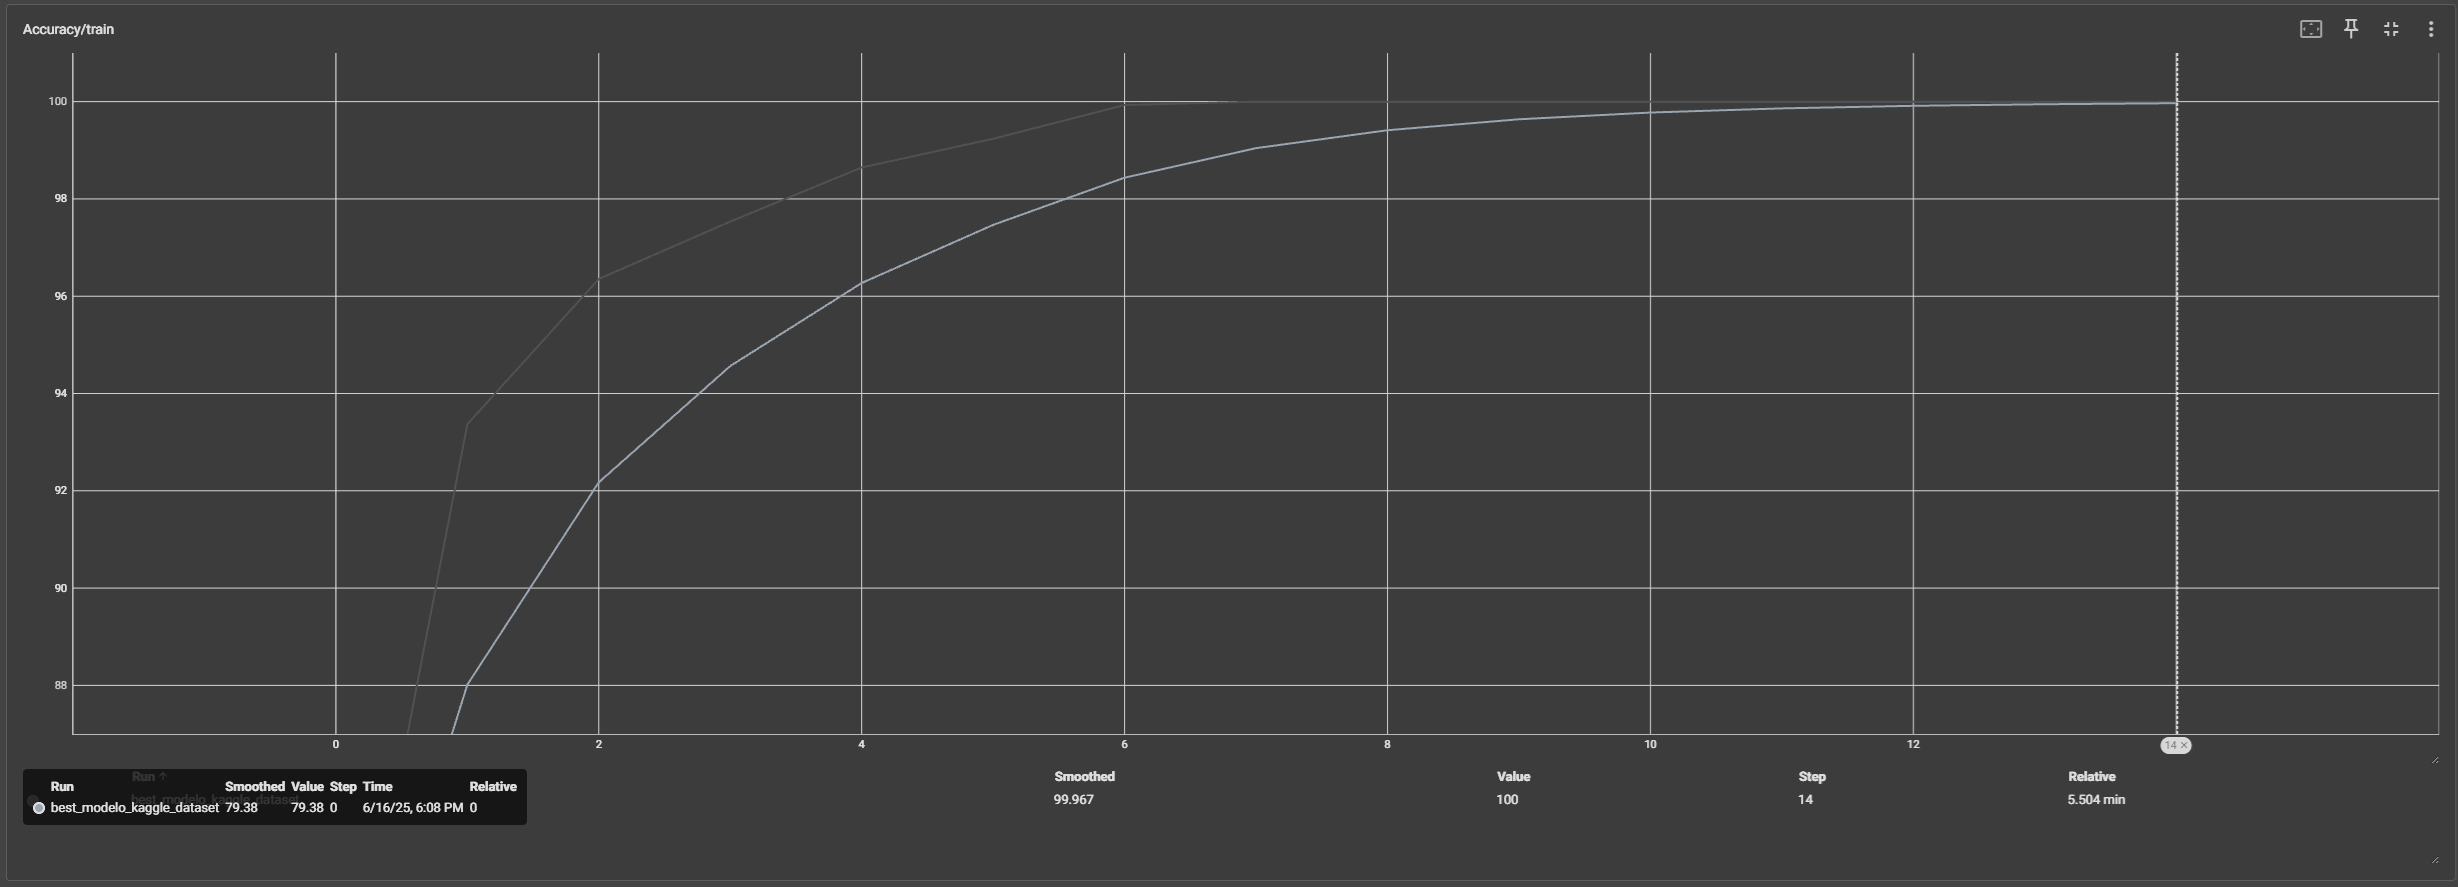 Accuracy/train
100
98
96
94
92
90
88
0 2 4 6 8 10 12 14 ×
Run ↑ Smoothed Value Step Relative
best_modelo_kaggle_dataset 99.967 100 14 5.504 min
Run Smoothed Value Step Time Relative
best_modelo_kaggle_dataset 79.38 79.38 0 6/16/25, 6:08 PM 0